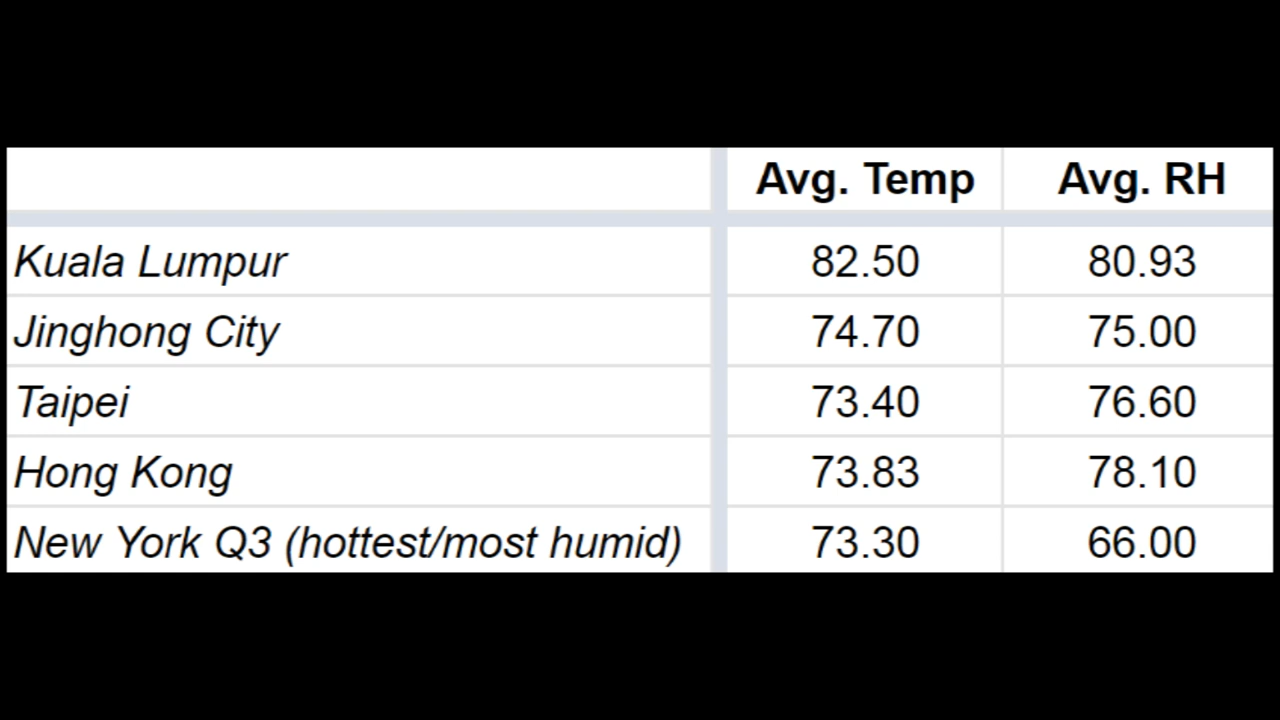 Avg. Temp Avg. RH
Kuala Lumpur 82.50 80.93
Jinghong City 74.70 75.00
Taipei 73.40 76.60
Hong Kong 73.83 78.10
New York Q3 (hottest/most humid) 73.30 66.00